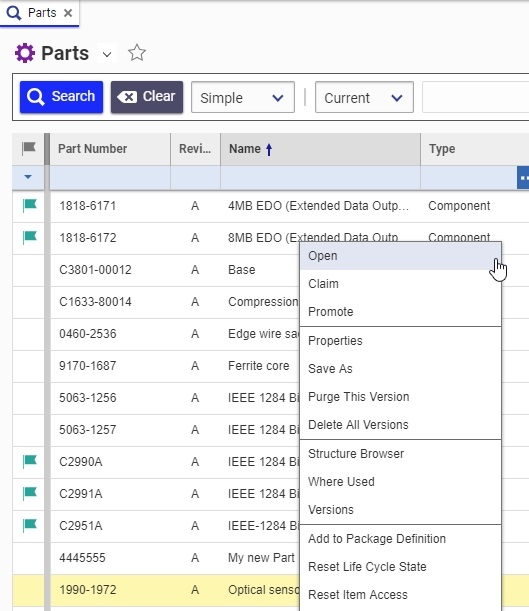 Parts
Parts
Search Clear Simple Current
Part Number Revi... Name Type
1818-6171 A 4MB EDO (Extended Data Outp... Component
1818-6172 A 8MB EDO (Extended Data Outp Component
C3801-00012 A Base
C1633-80014 A Compression
0460-2536 A Edge wire sa
9170-1687 A Ferrite core
5063-1256 A IEEE 1284 Bi
5063-1257 A IEEE 1284 Bi
C2990A A IEEE 1284 Bi
C2991A A IEEE 1284 Bi
C2951A A IEEE-1284 B
4445555 A My new Part
1990-1972 A Optical senso
Open
Claim
Promote
Properties
Save As
Purge This Version
Delete All Versions
Structure Browser
Where Used
Versions
Add to Package Definition
Reset Life Cycle State
Reset Item Access